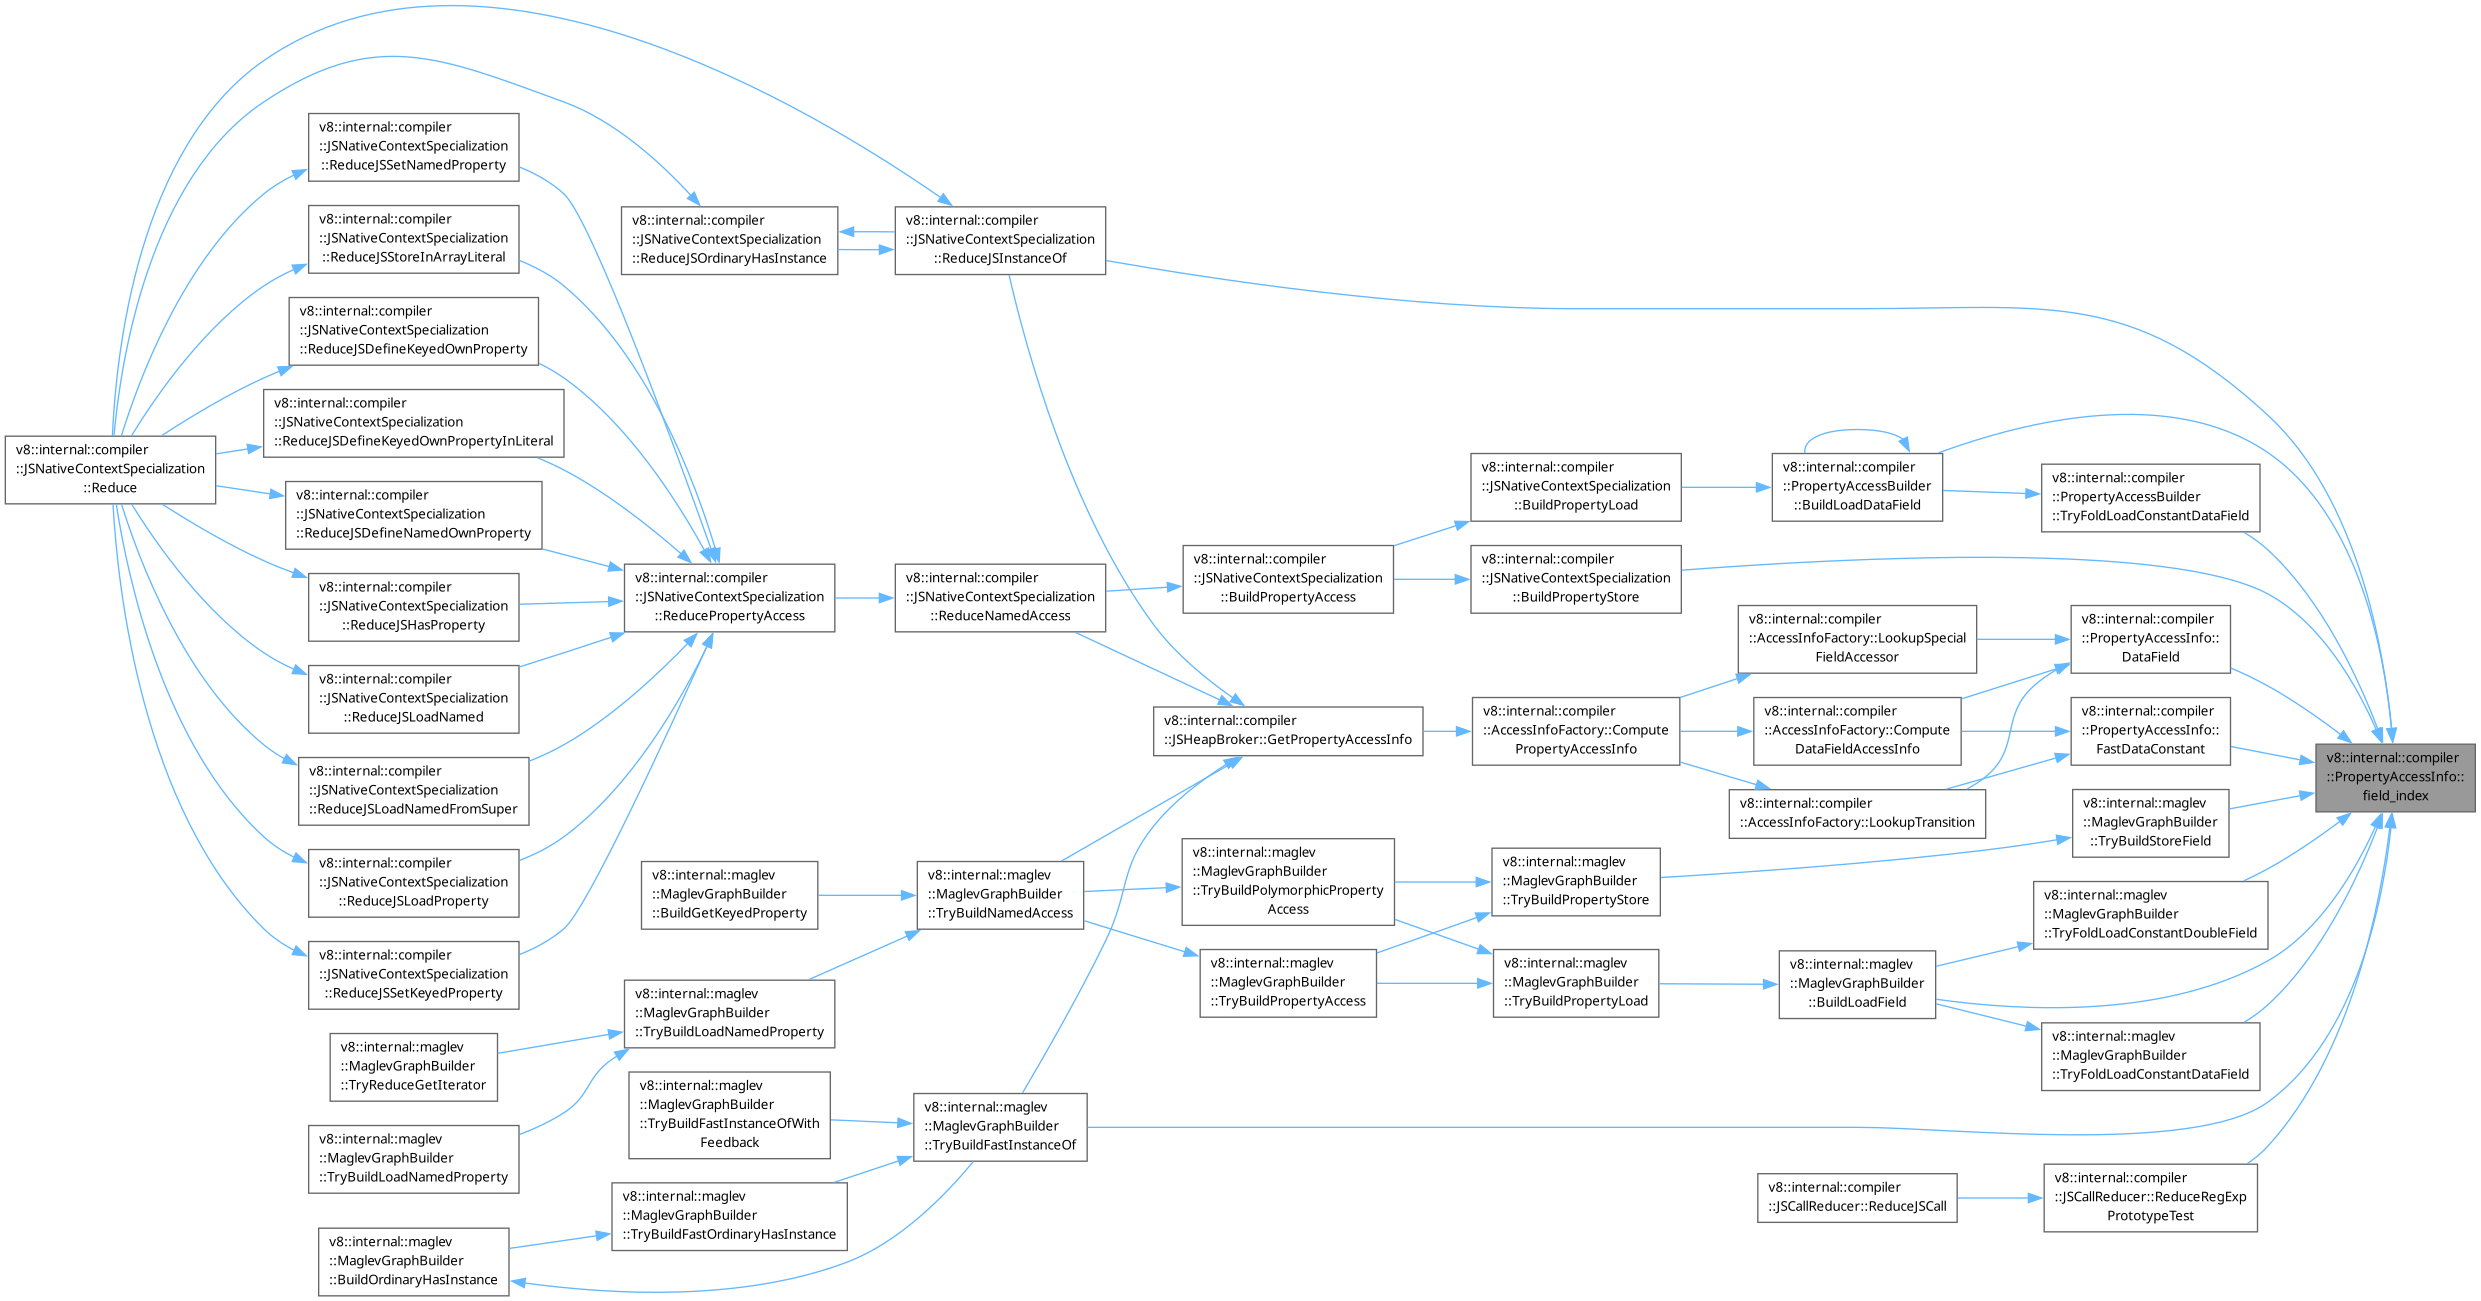 v8::internal::compiler
::JSNativeContextSpecialization
::Reduce
v8::internal::compiler
::JSNativeContextSpecialization
::ReduceJSSetNamedProperty
v8::internal::compiler
::JSNativeContextSpecialization
::ReduceJSStoreInArrayLiteral
v8::internal::compiler
::JSNativeContextSpecialization
::ReduceJSDefineKeyedOwnProperty
v8::internal::compiler
::JSNativeContextSpecialization
::ReduceJSDefineKeyedOwnPropertyInLiteral
v8::internal::compiler
::JSNativeContextSpecialization
::ReduceJSDefineNamedOwnProperty
v8::internal::compiler
::JSNativeContextSpecialization
::ReduceJSHasProperty
v8::internal::compiler
::JSNativeContextSpecialization
::ReduceJSLoadNamed
v8::internal::compiler
::JSNativeContextSpecialization
::ReduceJSLoadNamedFromSuper
v8::internal::compiler
::JSNativeContextSpecialization
::ReduceJSLoadProperty
v8::internal::compiler
::JSNativeContextSpecialization
::ReduceJSSetKeyedProperty
v8::internal::maglev
::MaglevGraphBuilder
::TryReduceGetIterator
v8::internal::maglev
::MaglevGraphBuilder
::TryBuildLoadNamedProperty
v8::internal::maglev
::MaglevGraphBuilder
::BuildOrdinaryHasInstance
v8::internal::compiler
::JSNativeContextSpecialization
::ReduceJSOrdinaryHasInstance
v8::internal::compiler
::JSNativeContextSpecialization
::ReducePropertyAccess
v8::internal::maglev
::MaglevGraphBuilder
::BuildGetKeyedProperty
v8::internal::maglev
::MaglevGraphBuilder
::TryBuildLoadNamedProperty
v8::internal::maglev
::MaglevGraphBuilder
::TryBuildFastInstanceOfWith
Feedback
v8::internal::maglev
::MaglevGraphBuilder
::TryBuildFastOrdinaryHasInstance
v8::internal::compiler
::JSNativeContextSpecialization
::ReduceJSInstanceOf
v8::internal::compiler
::JSNativeContextSpecialization
::ReduceNamedAccess
v8::internal::maglev
::MaglevGraphBuilder
::TryBuildNamedAccess
v8::internal::maglev
::MaglevGraphBuilder
::TryBuildFastInstanceOf
v8::internal::compiler
::JSNativeContextSpecialization
::BuildPropertyAccess
v8::internal::compiler
::JSHeapBroker::GetPropertyAccessInfo
v8::internal::maglev
::MaglevGraphBuilder
::TryBuildPolymorphicProperty
Access
v8::internal::maglev
::MaglevGraphBuilder
::TryBuildPropertyAccess
v8::internal::compiler
::JSNativeContextSpecialization
::BuildPropertyLoad
v8::internal::compiler
::JSNativeContextSpecialization
::BuildPropertyStore
v8::internal::compiler
::AccessInfoFactory::Compute
PropertyAccessInfo
v8::internal::maglev
::MaglevGraphBuilder
::TryBuildPropertyStore
v8::internal::maglev
::MaglevGraphBuilder
::TryBuildPropertyLoad
v8::internal::compiler
::PropertyAccessBuilder
::BuildLoadDataField
v8::internal::compiler
::AccessInfoFactory::LookupSpecial
FieldAccessor
v8::internal::compiler
::AccessInfoFactory::Compute
DataFieldAccessInfo
v8::internal::compiler
::AccessInfoFactory::LookupTransition
v8::internal::maglev
::MaglevGraphBuilder
::BuildLoadField
v8::internal::compiler
::JSCallReducer::ReduceJSCall
v8::internal::compiler
::PropertyAccessBuilder
::TryFoldLoadConstantDataField
v8::internal::compiler
::PropertyAccessInfo::
DataField
v8::internal::compiler
::PropertyAccessInfo::
FastDataConstant
v8::internal::maglev
::MaglevGraphBuilder
::TryBuildStoreField
v8::internal::maglev
::MaglevGraphBuilder
::TryFoldLoadConstantDoubleField
v8::internal::maglev
::MaglevGraphBuilder
::TryFoldLoadConstantDataField
v8::internal::compiler
::JSCallReducer::ReduceRegExp
PrototypeTest
v8::internal::compiler
::PropertyAccessInfo::
field_index